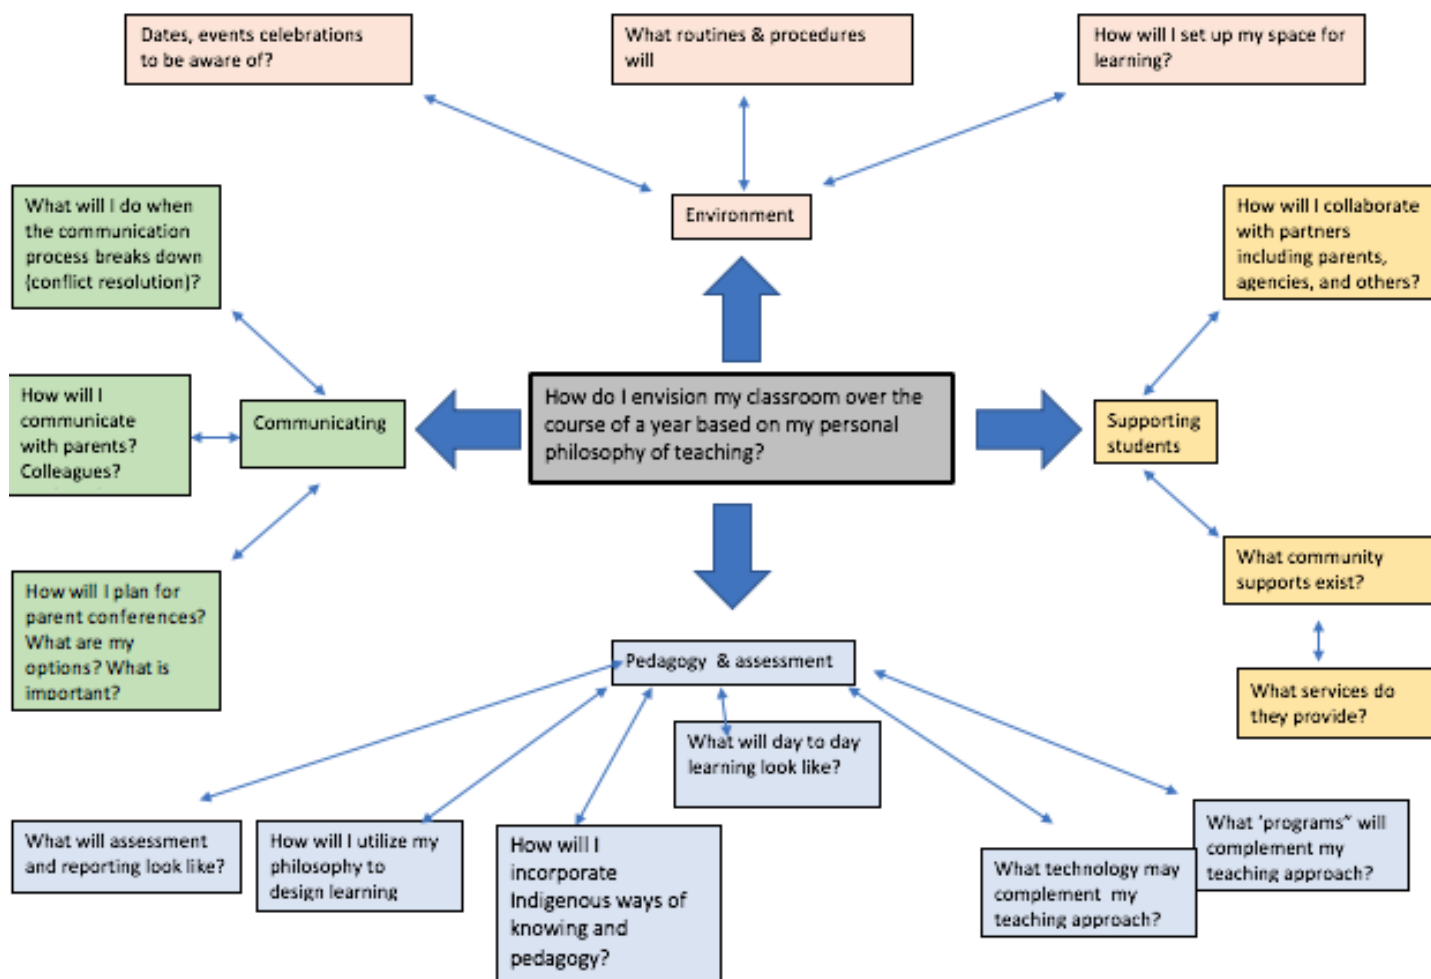 Dates, events celebrations
to be aware of?
What routines & procedures
will
How will I set up my space for
learning?
Environment
What will I do when
the communication
process breaks down
(conflict resolution)?
How will I collaborate
with partners
including parents,
agencies, and others?
How will I
communicate
with parents?
Colleagues?
Communicating
How do I envision my classroom over the
course of a year based on my personal
philosophy of teaching?
Supporting
students
How will I plan for
parent conferences?
What are my
options? What is
important?
What community
supports exist?
What services do
they provide?
Pedagogy & assessment
What will day to day
learning look like?
What will assessment
and reporting look like?
How will I utilize my
philosophy to
design learning
How will I
incorporate
Indigenous ways of
knowing and
pedagogy?
What technology may
complement my
teaching approach?
What 'programs" will
complement my
teaching approach?